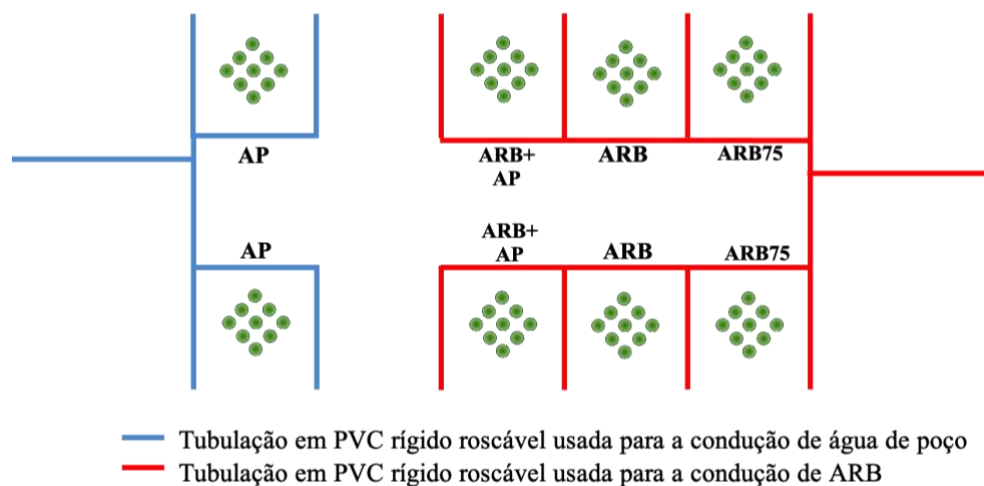 AP
ARB+
AP
ARB
ARB75
AP
ARB+
AP
ARB
ARB75
Tubulação em PVC rígido roscável usada para a condução de água de poço
Tubulação em PVC rígido roscável usada para a condução de ARB